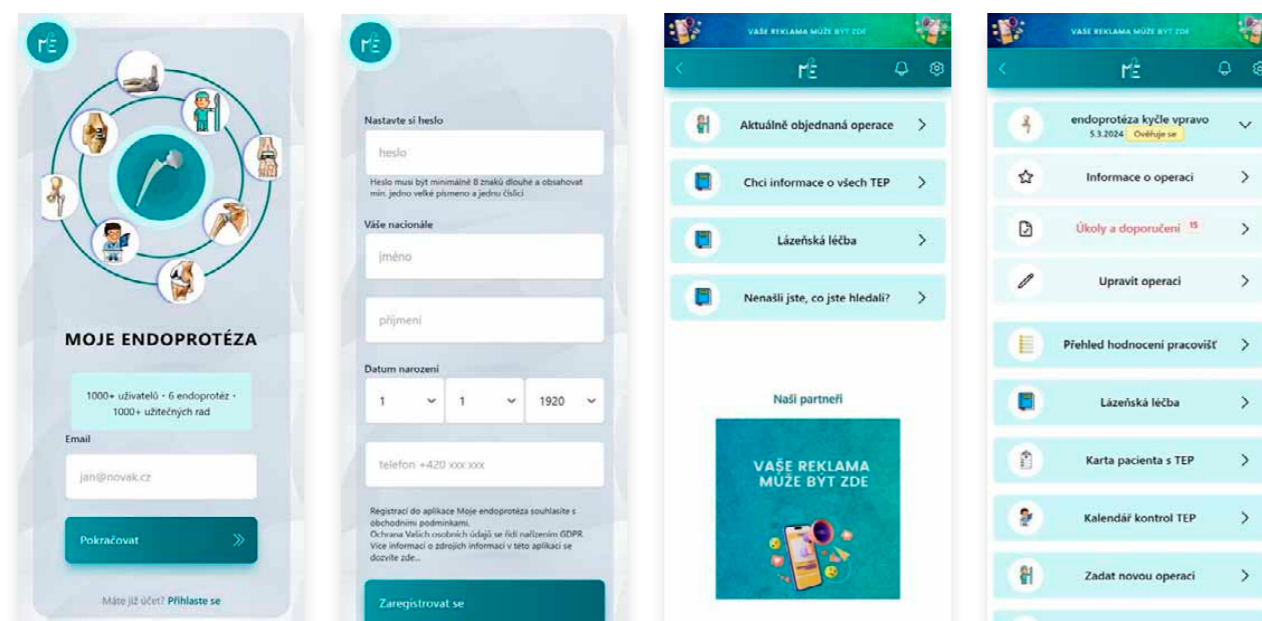 MÉ
MOJE ENDOPROTÉZA
1000+ uživatelů • 6 endoprotéz •
1000+ užitečných rad
Email
jan@novak.cz
Pokračovat
Máte již účet? Přihlaste se
MÉ
Nastavte si heslo
heslo
Heslo musí být minimálně 8 znaků dlouhé a obsahovat
min. jedno velké písmeno a jednu číslici
Váše nacionále
jméno
příjmení
Datum narození
1 1 1920
telefon +420 xxx xxx
Registrací do aplikace Moje endoprotéza souhlasíte s
obchodními podmínkami.
Ochrana Vašich osobních údajů se řídí nařízením GDPR.
Více informací o zdrojích informací v této aplikaci se
dozvíte zde...
Zaregistrovat se
VAŠE REKLAMA MŮŽE BÝT ZDE
MÉ
Aktuálně objednaná operace
Chci informace o všech TEP
Lázeňská léčba
Nenašli jste, co jste hledali?
Naši partneři
VAŠE REKLAMA
MŮŽE BÝT ZDE
VAŠE REKLAMA MŮŽE BÝT ZDE
MÉ
endoprotéza kyčle vpravo
5.3.2024 Ověřuje se
Informace o operaci
Úkoly a doporučení 15
Upravit operaci
Přehled hodnocení pracovišť
Lázeňská léčba
Karta pacienta s TEP
Kalendář kontrol TEP
Zadat novou operaci